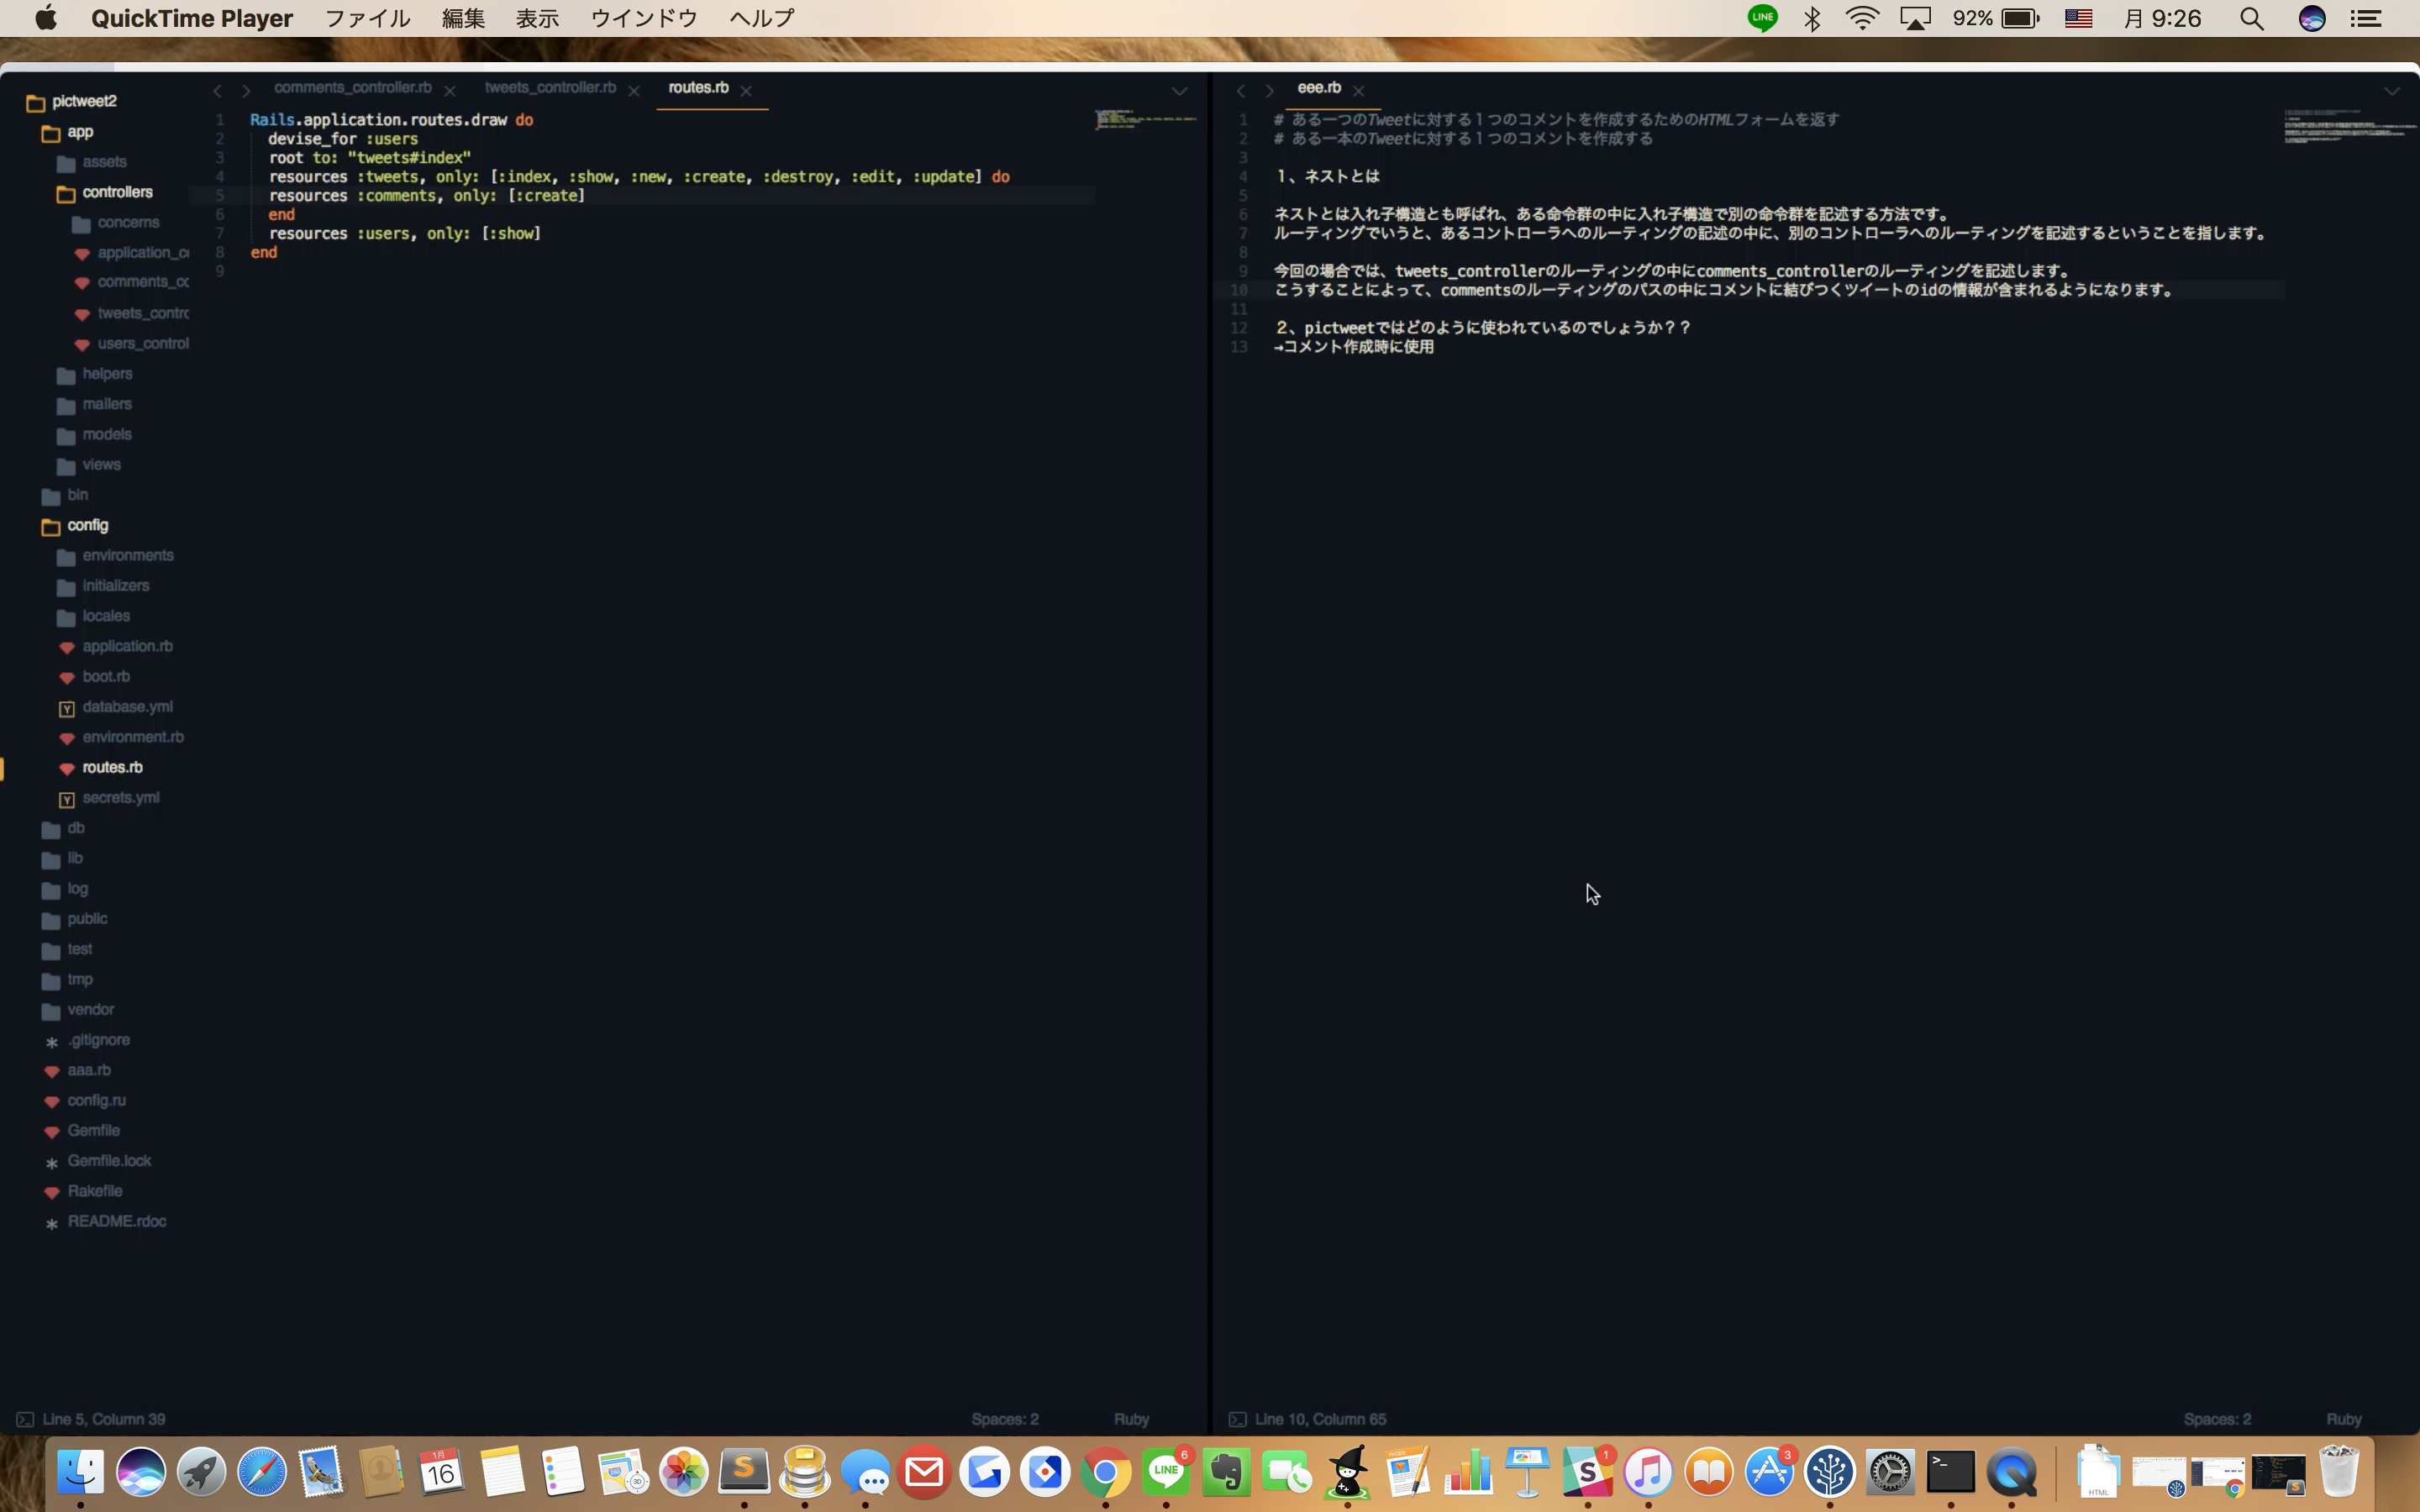 QuickTime Player ファイル 編集 表示 ウインドウ ヘルプ
LINE 92% 月 9:26
pictweet2
app
assets
controllers
concerns
application_c
comments_cc
tweets_contrc
users_control
helpers
mailers
models
views
bin
config
environments
initializers
locales
application.rb
boot.rb
database.yml
environment.rb
routes.rb
secrets.yml
db
lib
log
public
test
tmp
vendor
.gitignore
aaa.rb
config.ru
Gemfile
Gemfile.lock
Rakefile
README.rdoc
comments_controller.rb tweets_controller.rb routes.rb
1 Rails.application.routes.draw do
2 devise_for :users
3 root to: "tweets#index"
4 resources :tweets, only: [:index, :show, :new, :create, :destroy, :edit, :update] do
5 resources :comments, only: [:create]
6 end
7 resources :users, only: [:show]
8 end
9
eee.rb
1 # ある一つのTweetに対する１つのコメントを作成するためのHTMLフォームを返す
2 # ある一本のTweetに対する１つのコメントを作成する
3
4 １、ネストとは
5
6 ネストとは入れ子構造とも呼ばれ、ある命令群の中に入れ子構造で別の命令群を記述する方法です。
7 ルーティングでいうと、あるコントローラへのルーティングの記述の中に、別のコントローラへのルーティングを記述するということを指します。
8
9 今回の場合では、tweets_controllerのルーティングの中にcomments_controllerのルーティングを記述します。
10 こうすることによって、commentsのルーティングのパスの中にコメントに結びつくツイートのidの情報が含まれるようになります。
11
12 ２、pictweetではどのように使われているのでしょうか？？
13 →コメント作成時に使用
Line 5, Column 39 Spaces: 2 Ruby
Line 10, Column 65 Spaces: 2 Ruby
1月
16
S
LINE
6
PAGES
S
1
3
>_
HTML